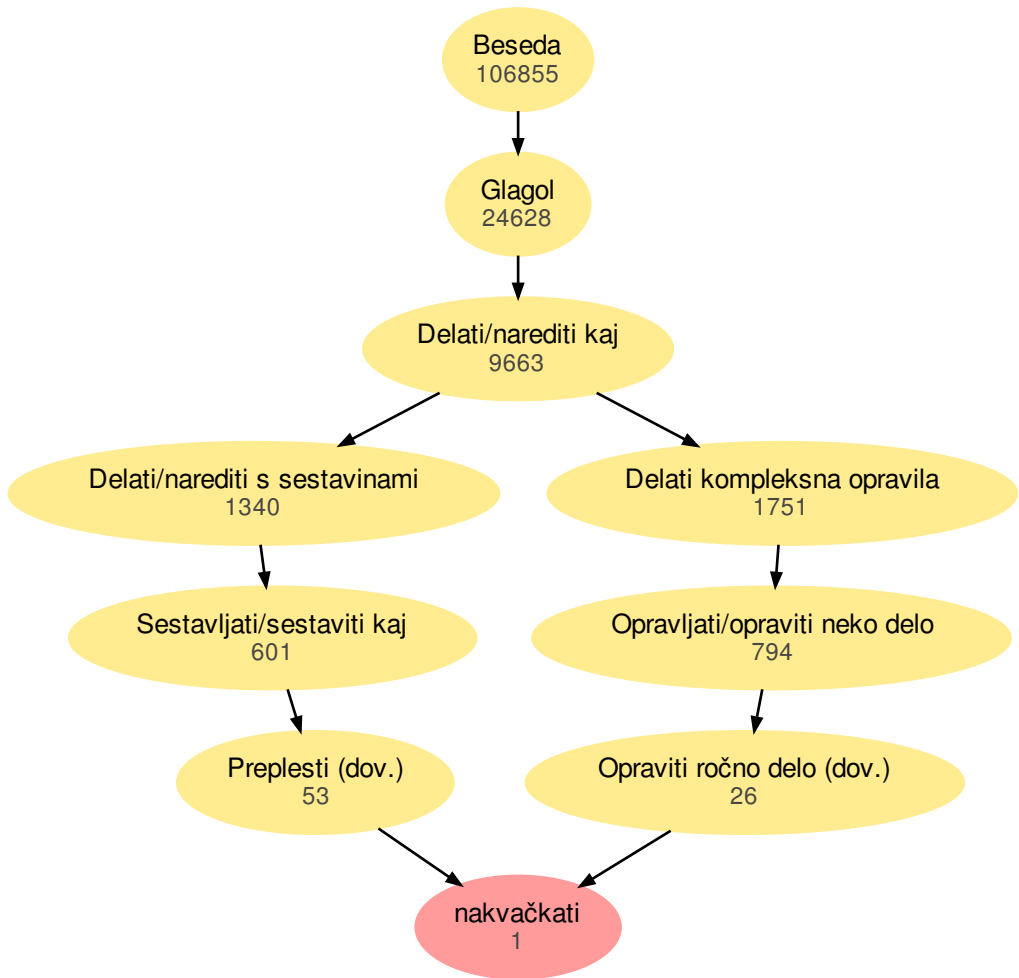 Beseda
106855
Glagol
24628
Delati/narediti kaj
9663
Delati/narediti s sestavinami
1340
Delati kompleksna opravila
1751
Sestavljati/sestaviti kaj
601
Opravljati/opraviti neko delo
794
Preplesti (dov.)
53
Opraviti ročno delo (dov.)
26
nakvačkati
1